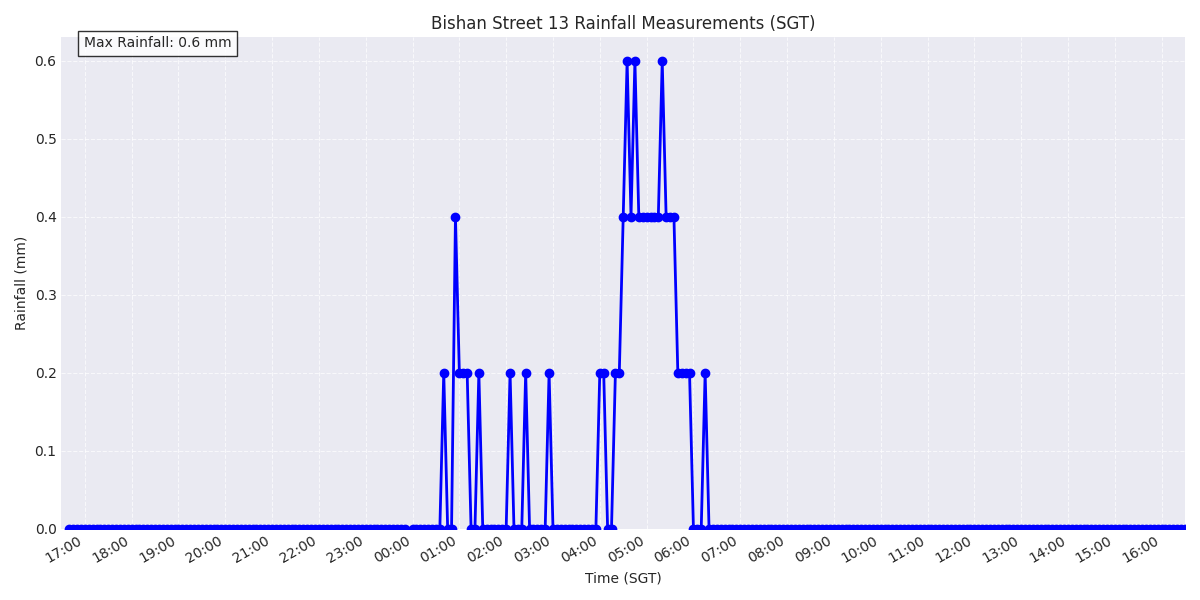 Bishan Street 13 Rainfall Measurements (SGT)
Max Rainfall: 0.6 mm
Rainfall (mm)
0.6
0.5
0.4
0.3
0.2
0.1
0.0
17:00 18:00 19:00 20:00 21:00 22:00 23:00 00:00 01:00 02:00 03:00 04:00 05:00 06:00 07:00 08:00 09:00 10:00 11:00 12:00 13:00 14:00 15:00 16:00
Time (SGT)